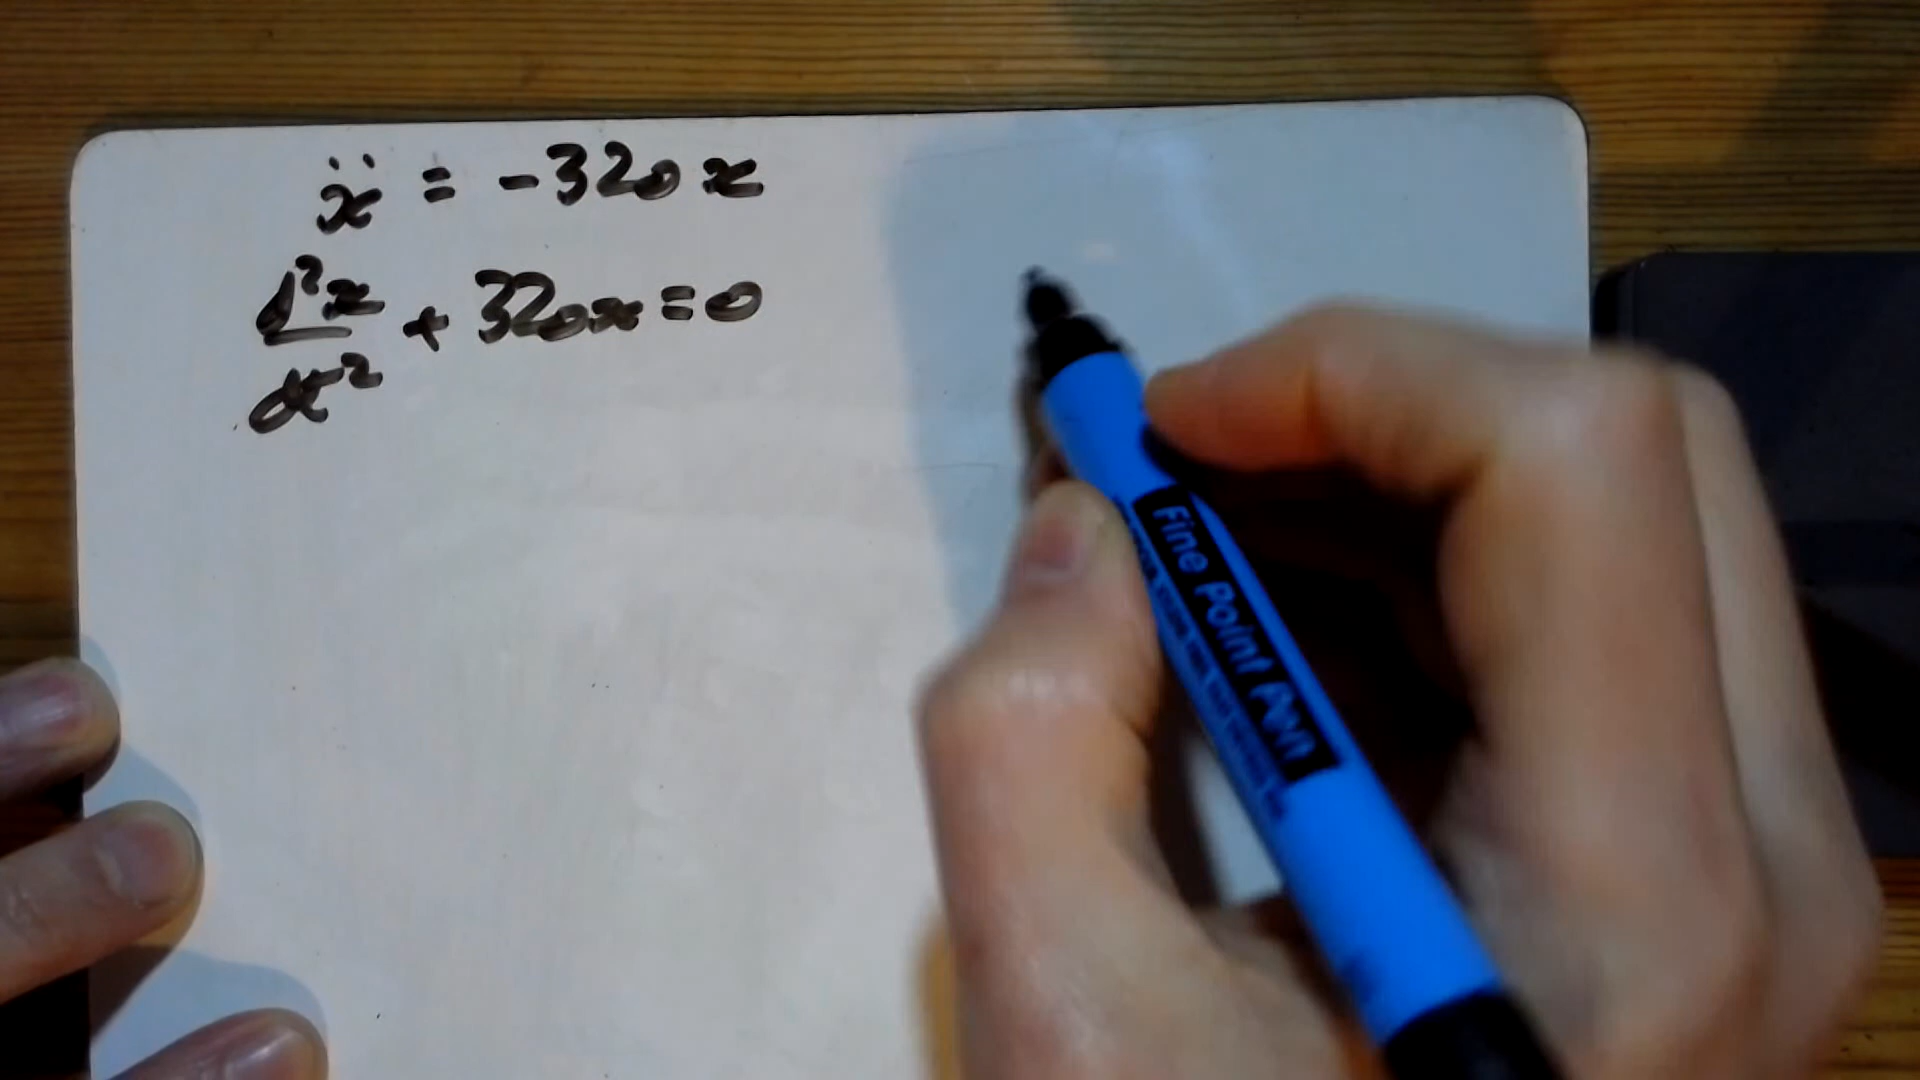 ẍ = -320x
d²x/dt² + 320x = 0
Fine Point Pen